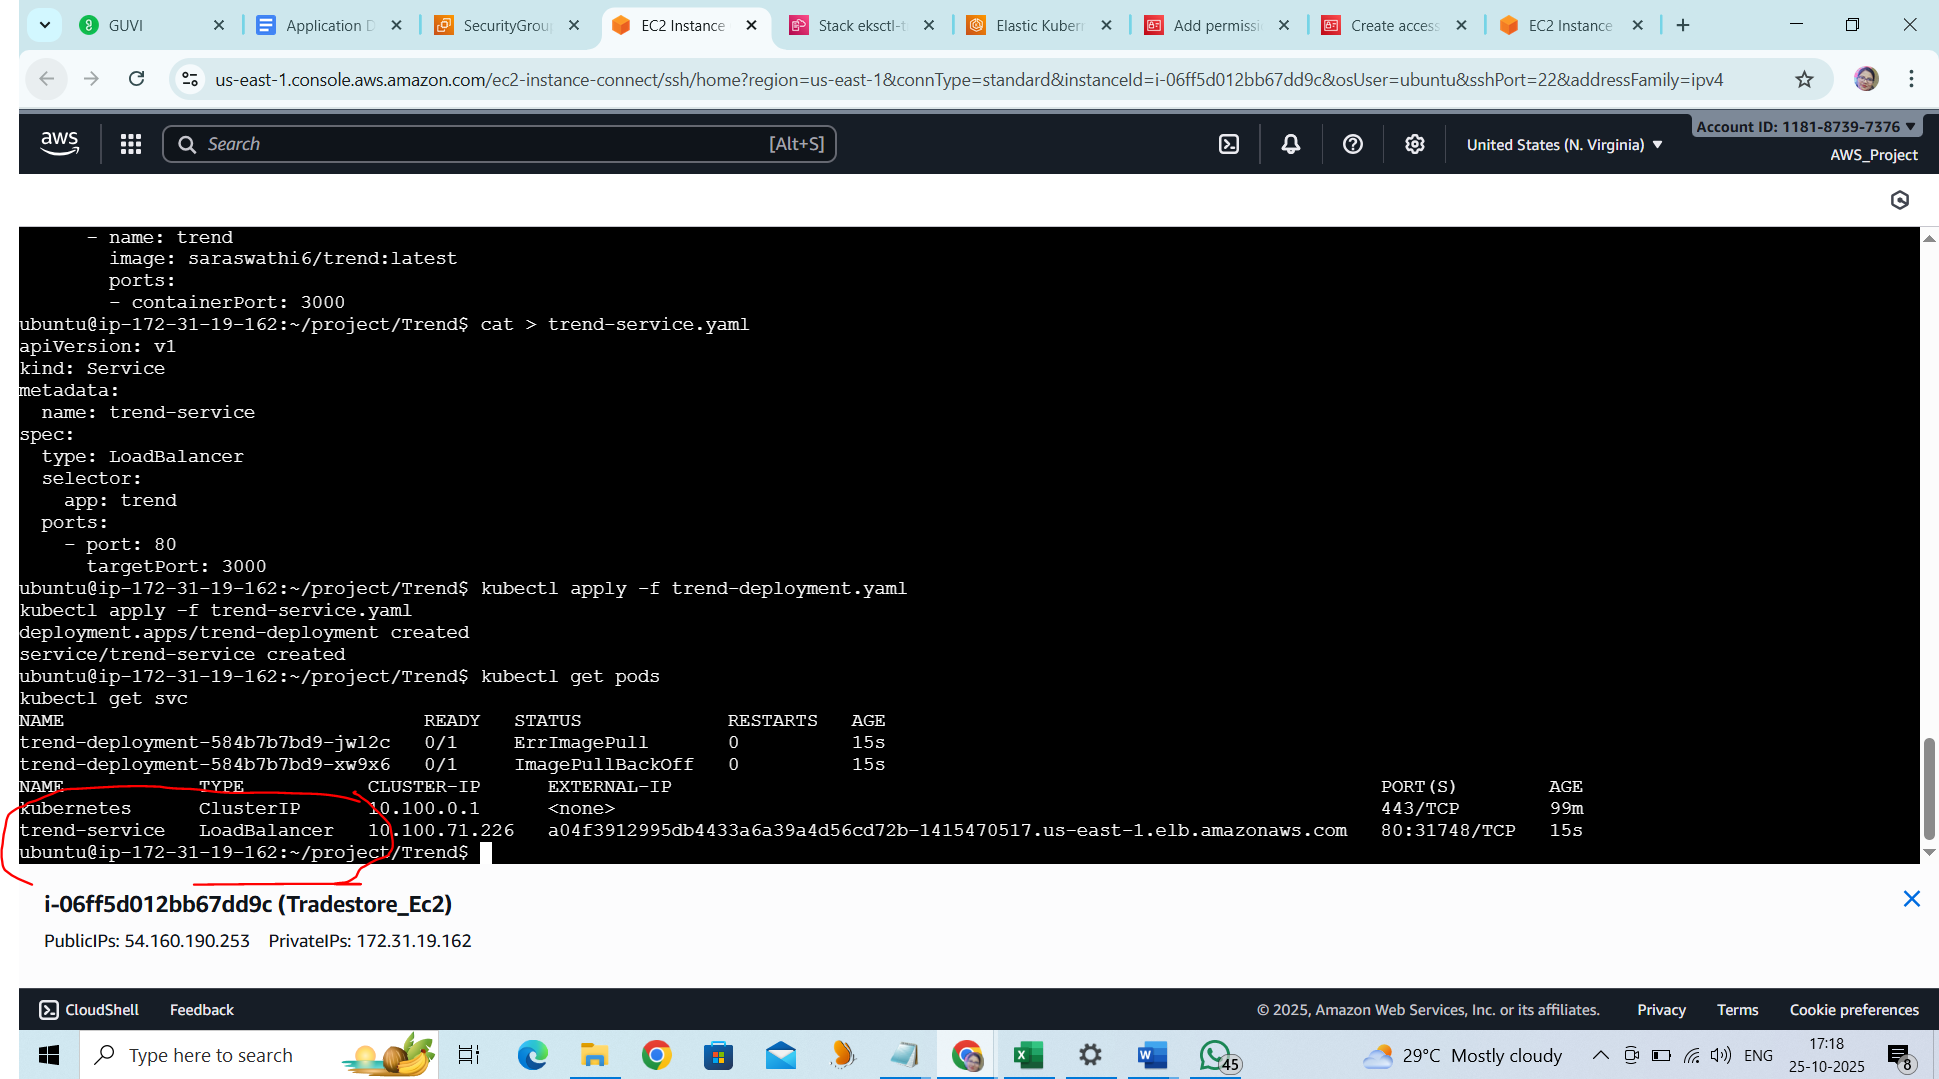 GUVI
Application D
SecurityGrou
EC2 Instance
Stack eksctl-t
Elastic Kubern
Add permissi
Create access
EC2 Instance
us-east-1.console.aws.amazon.com/ec2-instance-connect/ssh/home?region=us-east-1&connType=standard&instanceId=i-06ff5d012bb67dd9c&osUser=ubuntu&sshPort=22&addressFamily=ipv4
aws
Search
[Alt+S]
United States (N. Virginia) ▼
Account ID: 1181-8739-7376 ▼
AWS_Project
- name: trend
image: saraswathi6/trend:latest
ports:
- containerPort: 3000
ubuntu@ip-172-31-19-162:~/project/Trend$ cat > trend-service.yaml
apiVersion: v1
kind: Service
metadata:
name: trend-service
spec:
type: LoadBalancer
selector:
app: trend
ports:
- port: 80
targetPort: 3000
ubuntu@ip-172-31-19-162:~/project/Trend$ kubectl apply -f trend-deployment.yaml
kubectl apply -f trend-service.yaml
deployment.apps/trend-deployment created
service/trend-service created
ubuntu@ip-172-31-19-162:~/project/Trend$ kubectl get pods
kubectl get svc
NAME READY STATUS RESTARTS AGE
trend-deployment-584b7b7bd9-jwl2c 0/1 ErrImagePull 0 15s
trend-deployment-584b7b7bd9-xw9x6 0/1 ImagePullBackOff 0 15s
NAME TYPE CLUSTER-IP EXTERNAL-IP PORT(S) AGE
kubernetes ClusterIP 10.100.0.1 <none> 443/TCP 99m
trend-service LoadBalancer 10.100.71.226 a04f3912995db4433a6a39a4d56cd72b-1415470517.us-east-1.elb.amazonaws.com 80:31748/TCP 15s
ubuntu@ip-172-31-19-162:~/project/Trend$
i-06ff5d012bb67dd9c (Tradestore_Ec2)
PublicIPs: 54.160.190.253 PrivateIPs: 172.31.19.162
CloudShell Feedback © 2025, Amazon Web Services, Inc. or its affiliates. Privacy Terms Cookie preferences
Type here to search
45
29°C Mostly cloudy
ENG
17:18
25-10-2025
8